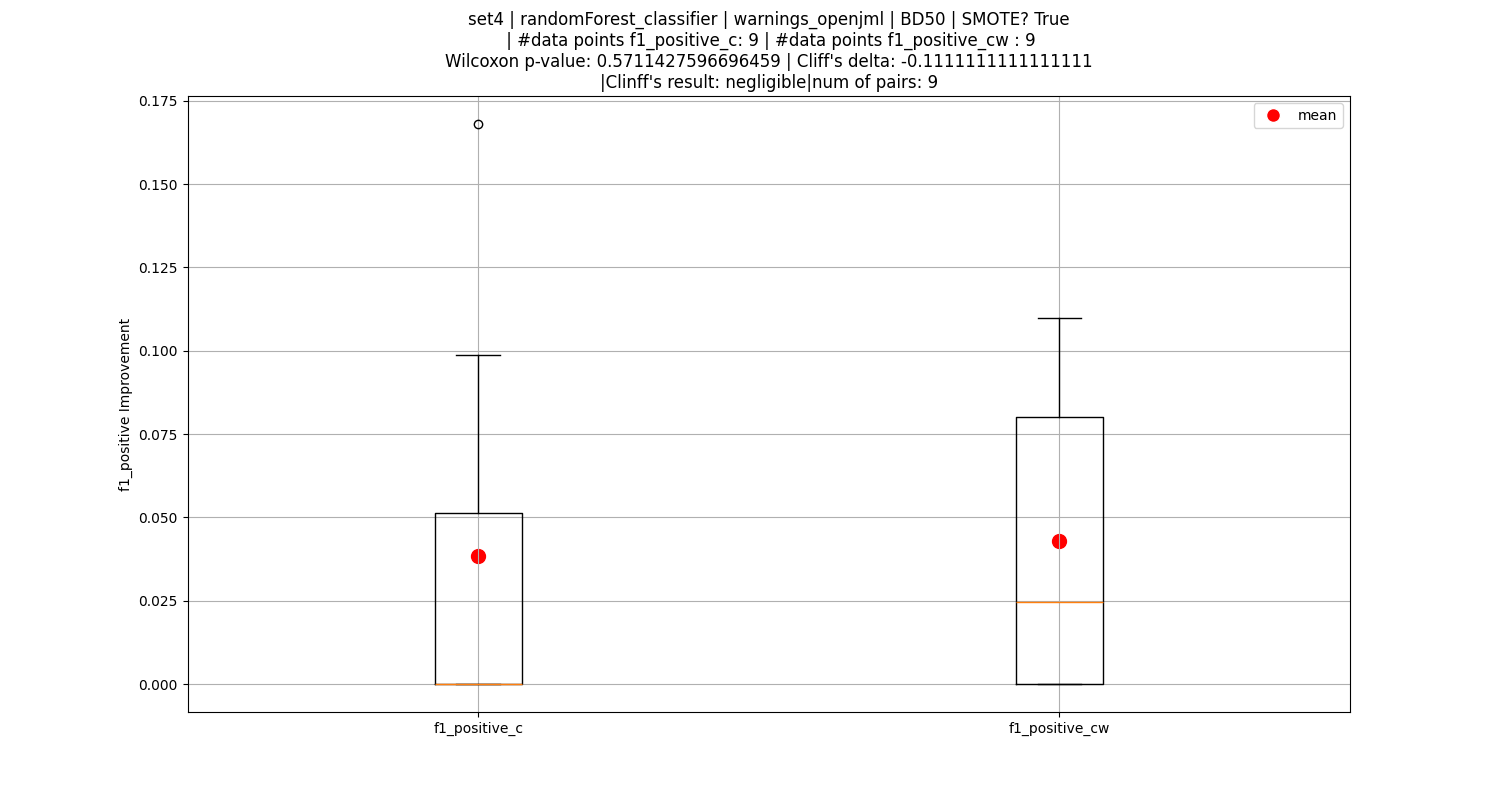 set4 | randomForest_classifier | warnings_openjml | BD50 | SMOTE? True
| #data points f1_positive_c: 9 | #data points f1_positive_cw : 9
Wilcoxon p-value: 0.5711427596696459 | Cliff's delta: -0.1111111111111111
|Clinff's result: negligible|num of pairs: 9
mean
0.175
0.150
0.125
0.100
0.075
0.050
0.025
0.000
f1_positive Improvement
f1_positive_c
f1_positive_cw